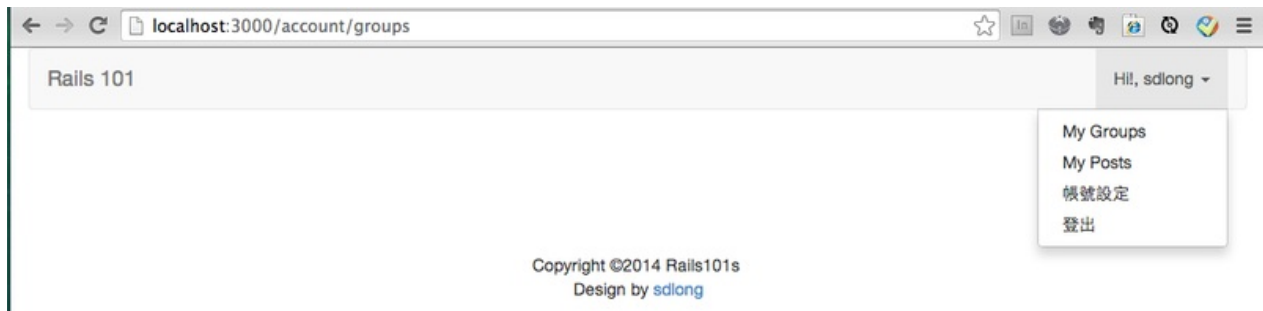 localhost:3000/account/groups
Rails 101
Hi!, sdlong
My Groups
My Posts
帳號設定
登出
Copyright ©2014 Rails101s
Design by sdlong